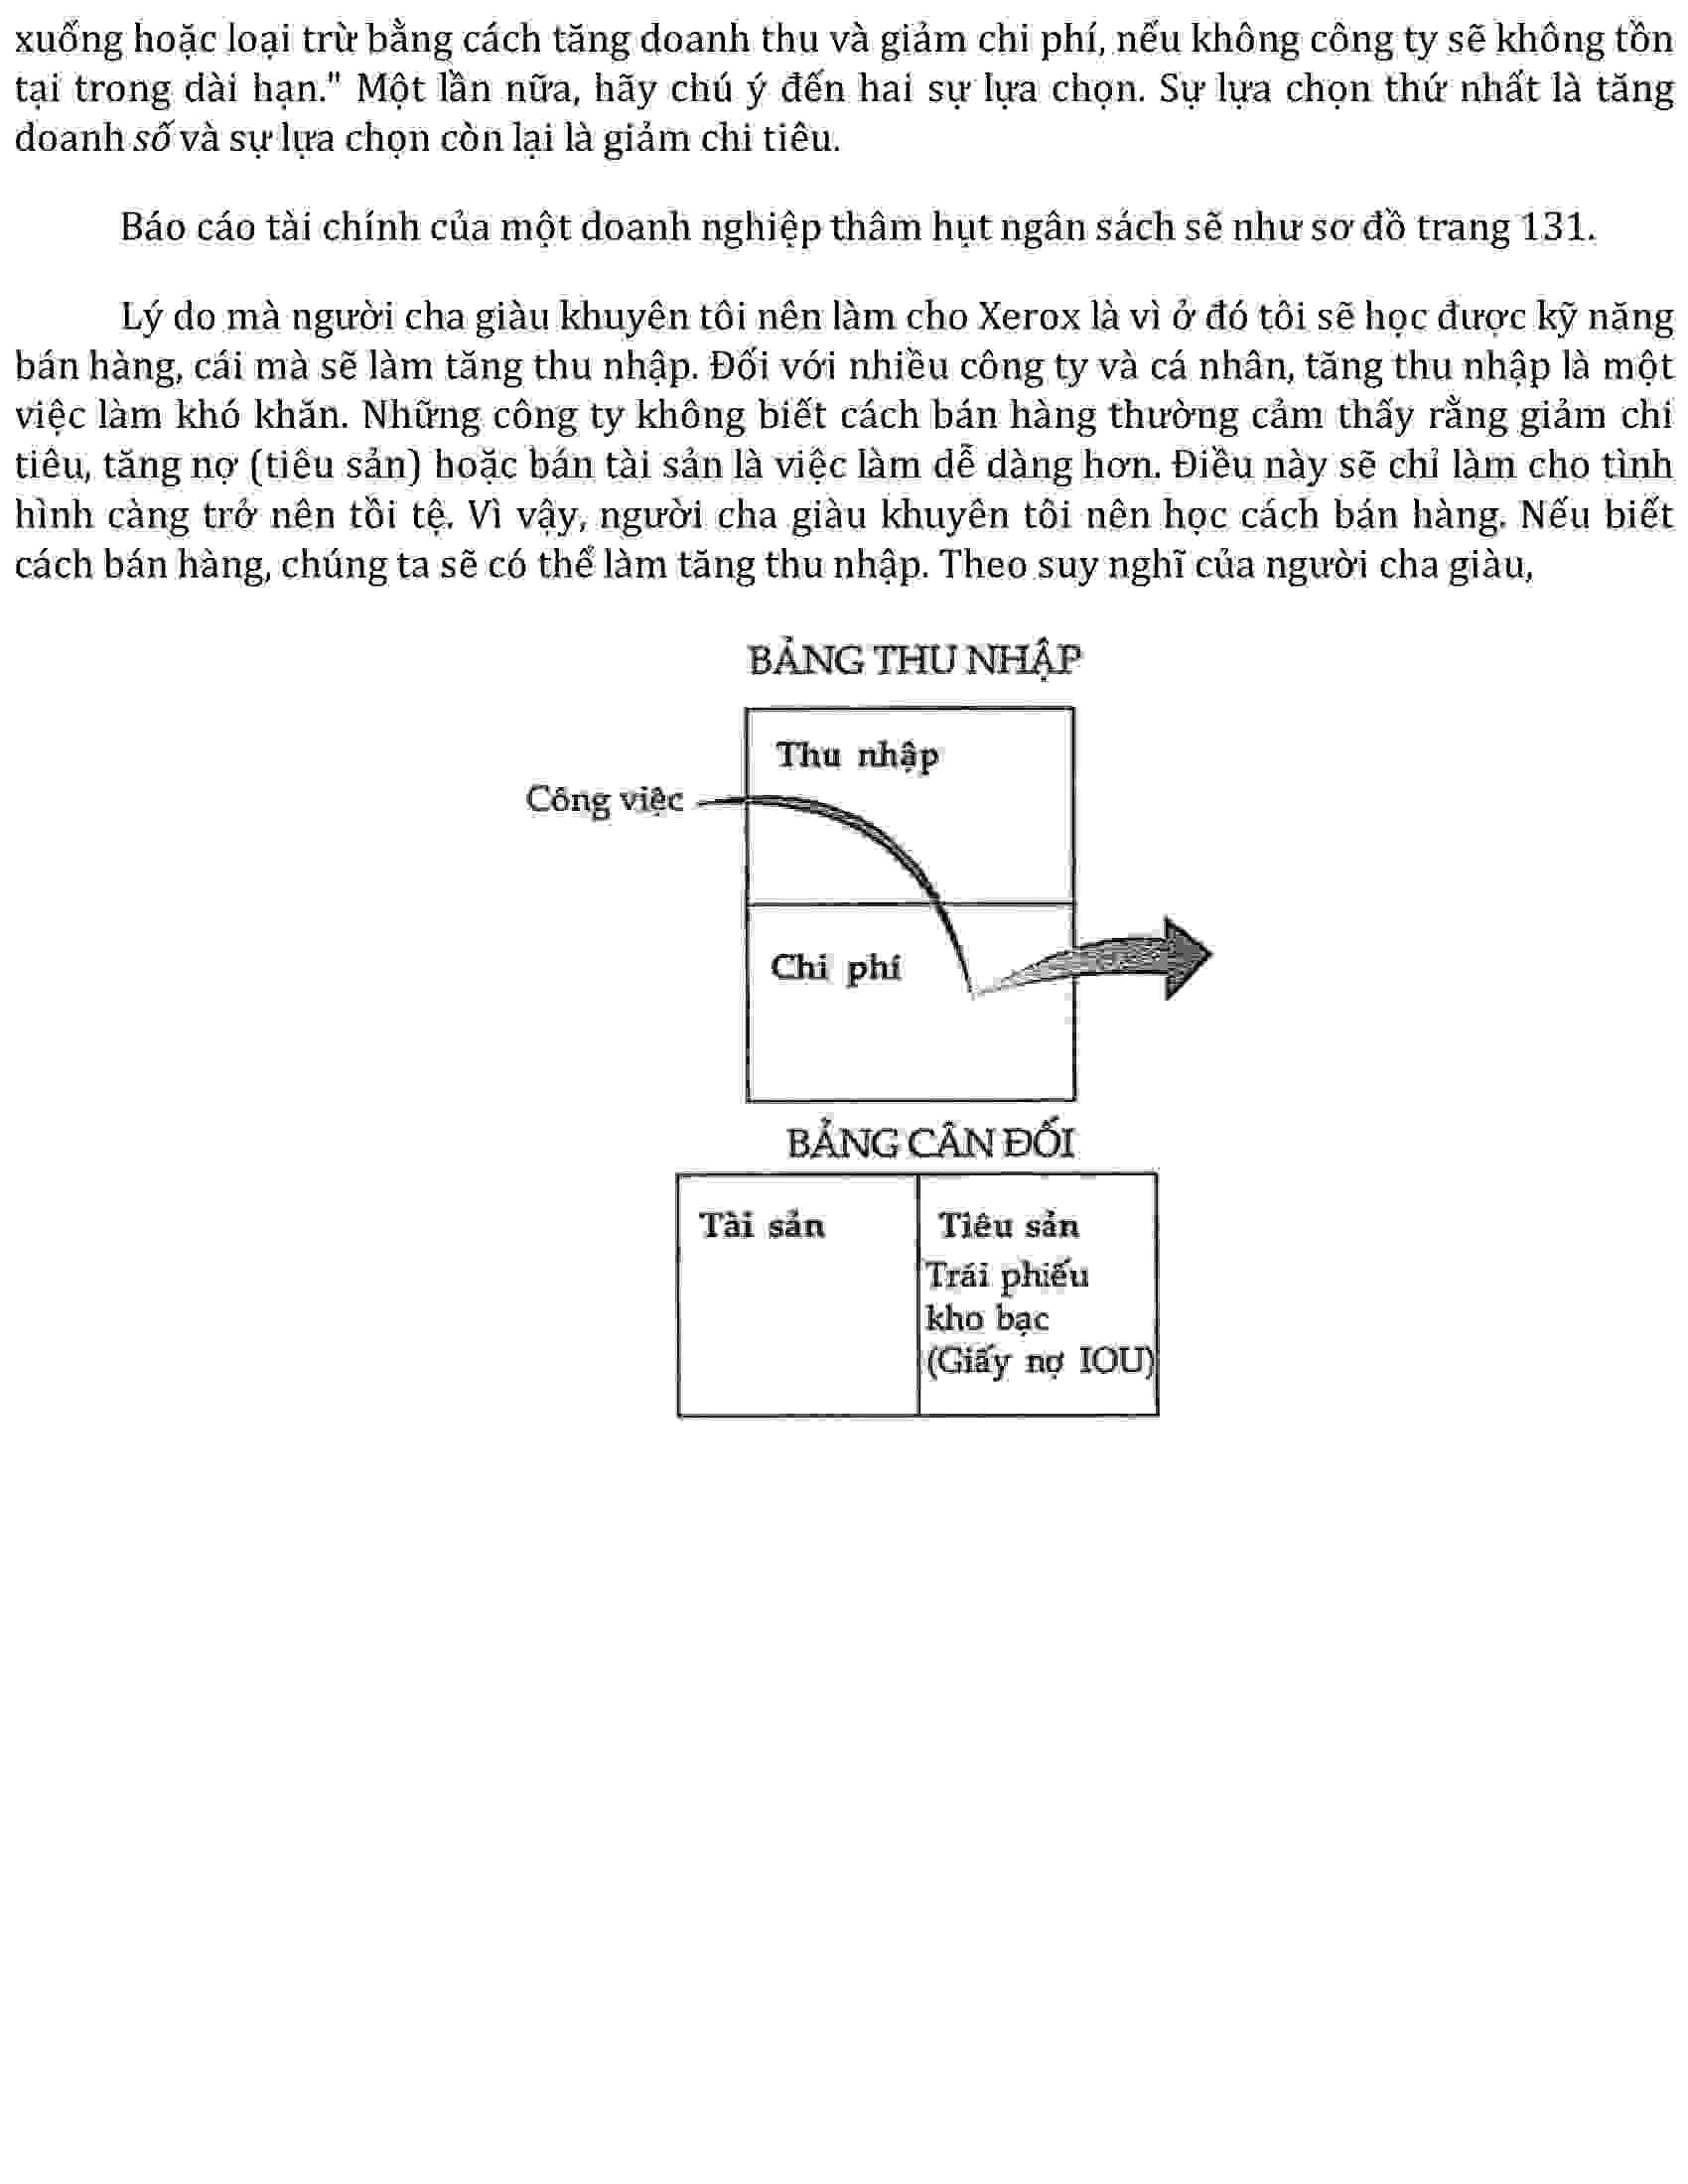 xuống hoặc loại trừ bằng cách tăng doanh thu và giảm chi phí, nếu không công ty sẽ không tồn
tại trong dài hạn." Một lần nữa, hãy chú ý đến hai sự lựa chọn. Sự lựa chọn thứ nhất là tăng
doanh số và sự lựa chọn còn lại là giảm chi tiêu.
Báo cáo tài chính của một doanh nghiệp thâm hụt ngân sách sẽ như sơ đồ trang 131.
Lý do mà người cha giàu khuyên tôi nên làm cho Xerox là vì ở đó tôi sẽ học được kỹ năng
bán hàng, cái mà sẽ làm tăng thu nhập. Đối với nhiều công ty và cá nhân, tăng thu nhập là một
việc làm khó khăn. Những công ty không biết cách bán hàng thường cảm thấy rằng giảm chi
tiêu, tăng nợ (tiêu sản) hoặc bán tài sản là việc làm dễ dàng hơn. Điều này sẽ chỉ làm cho tình
hình càng trở nên tồi tệ. Vì vậy, người cha giàu khuyên tôi nên học cách bán hàng. Nếu biết
cách bán hàng, chúng ta sẽ có thể làm tăng thu nhập. Theo suy nghĩ của người cha giàu,
BẢNG THU NHẬP
Thu nhập
Công việc
Chi phí
BẢNG CÂN ĐỐI
Tài sản
Tiêu sản
Trái phiếu
kho bạc
(Giấy nợ IOU)